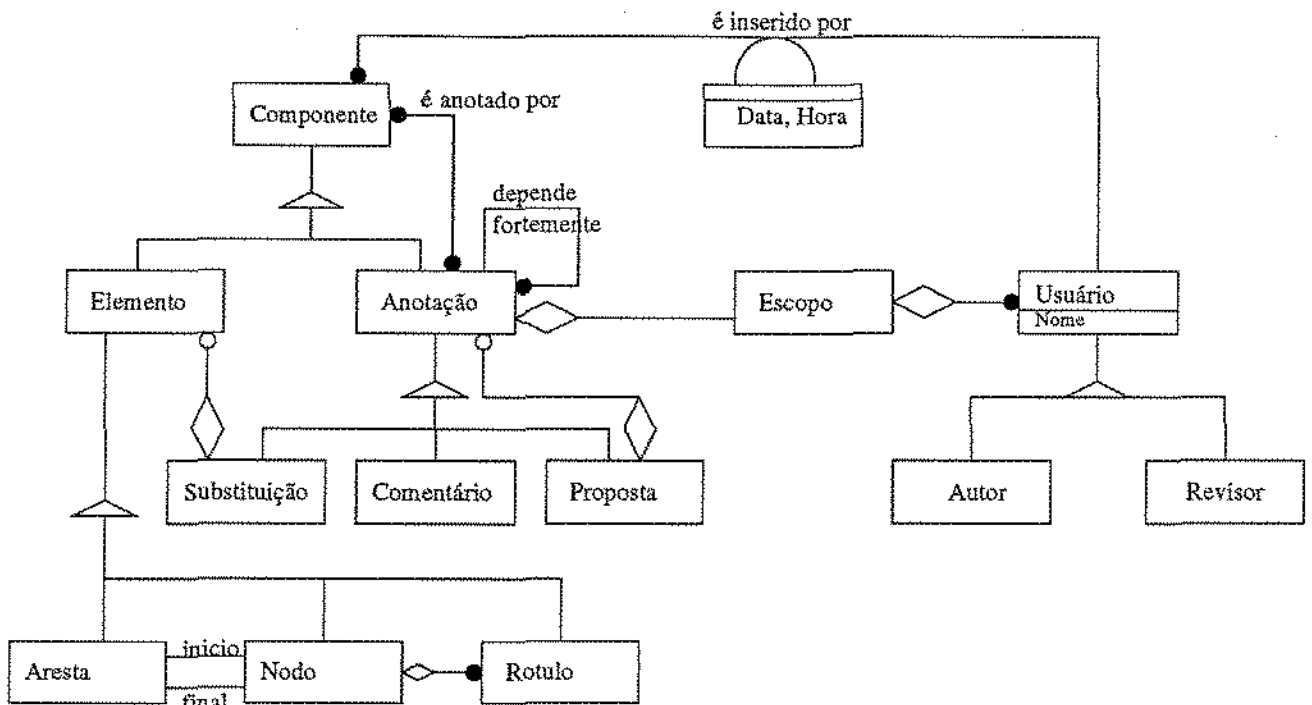 é inserido por
Componente
é anotado por
Data, Hora
depende
fortemente
Elemento
Anotação
Escopo
Usuário
Nome
Substituição
Comentário
Proposta
Autor
Revisor
inicio
Aresta
Nodo
Rotulo
final